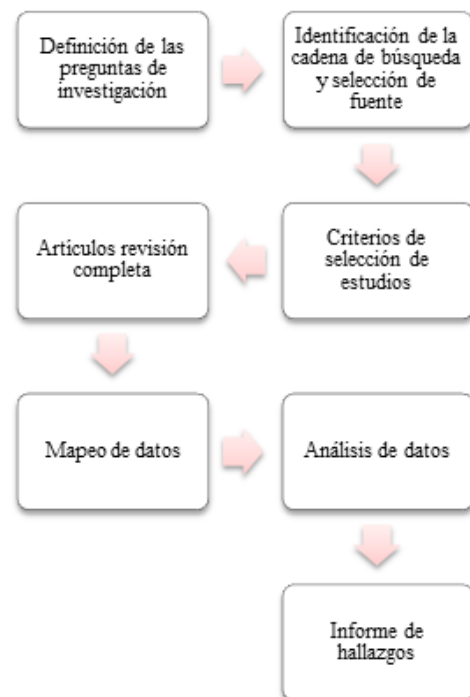 Definición de las
preguntas de
investigación
Identificación de la
cadena de búsqueda
y selección de
fuente
Criterios de
selección de
estudios
Artículos revisión
completa
Mapeo de datos
Análisis de datos
Informe de
hallazgos